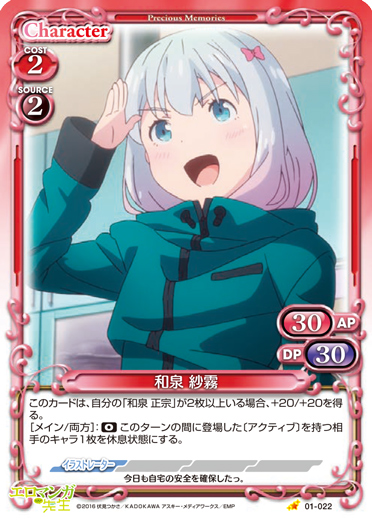 Precious Memories
Character
COST
2
SOURCE
2
30 AP
DP 30
和泉 紗霧
このカードは、自分の「和泉 正宗」が2枚以上いる場合、+20/+20を得る。
[メイン/両方]:0 このターンの間に登場した〔アクティブ〕を持つ相手のキャラ1枚を休息状態にする。
イラストレーター
今日も自宅の安全を確保したっ。
エロマンガ先生
©2016 伏見つかさ/KADOKAWA アスキー・メディアワークス/EMP
01-022